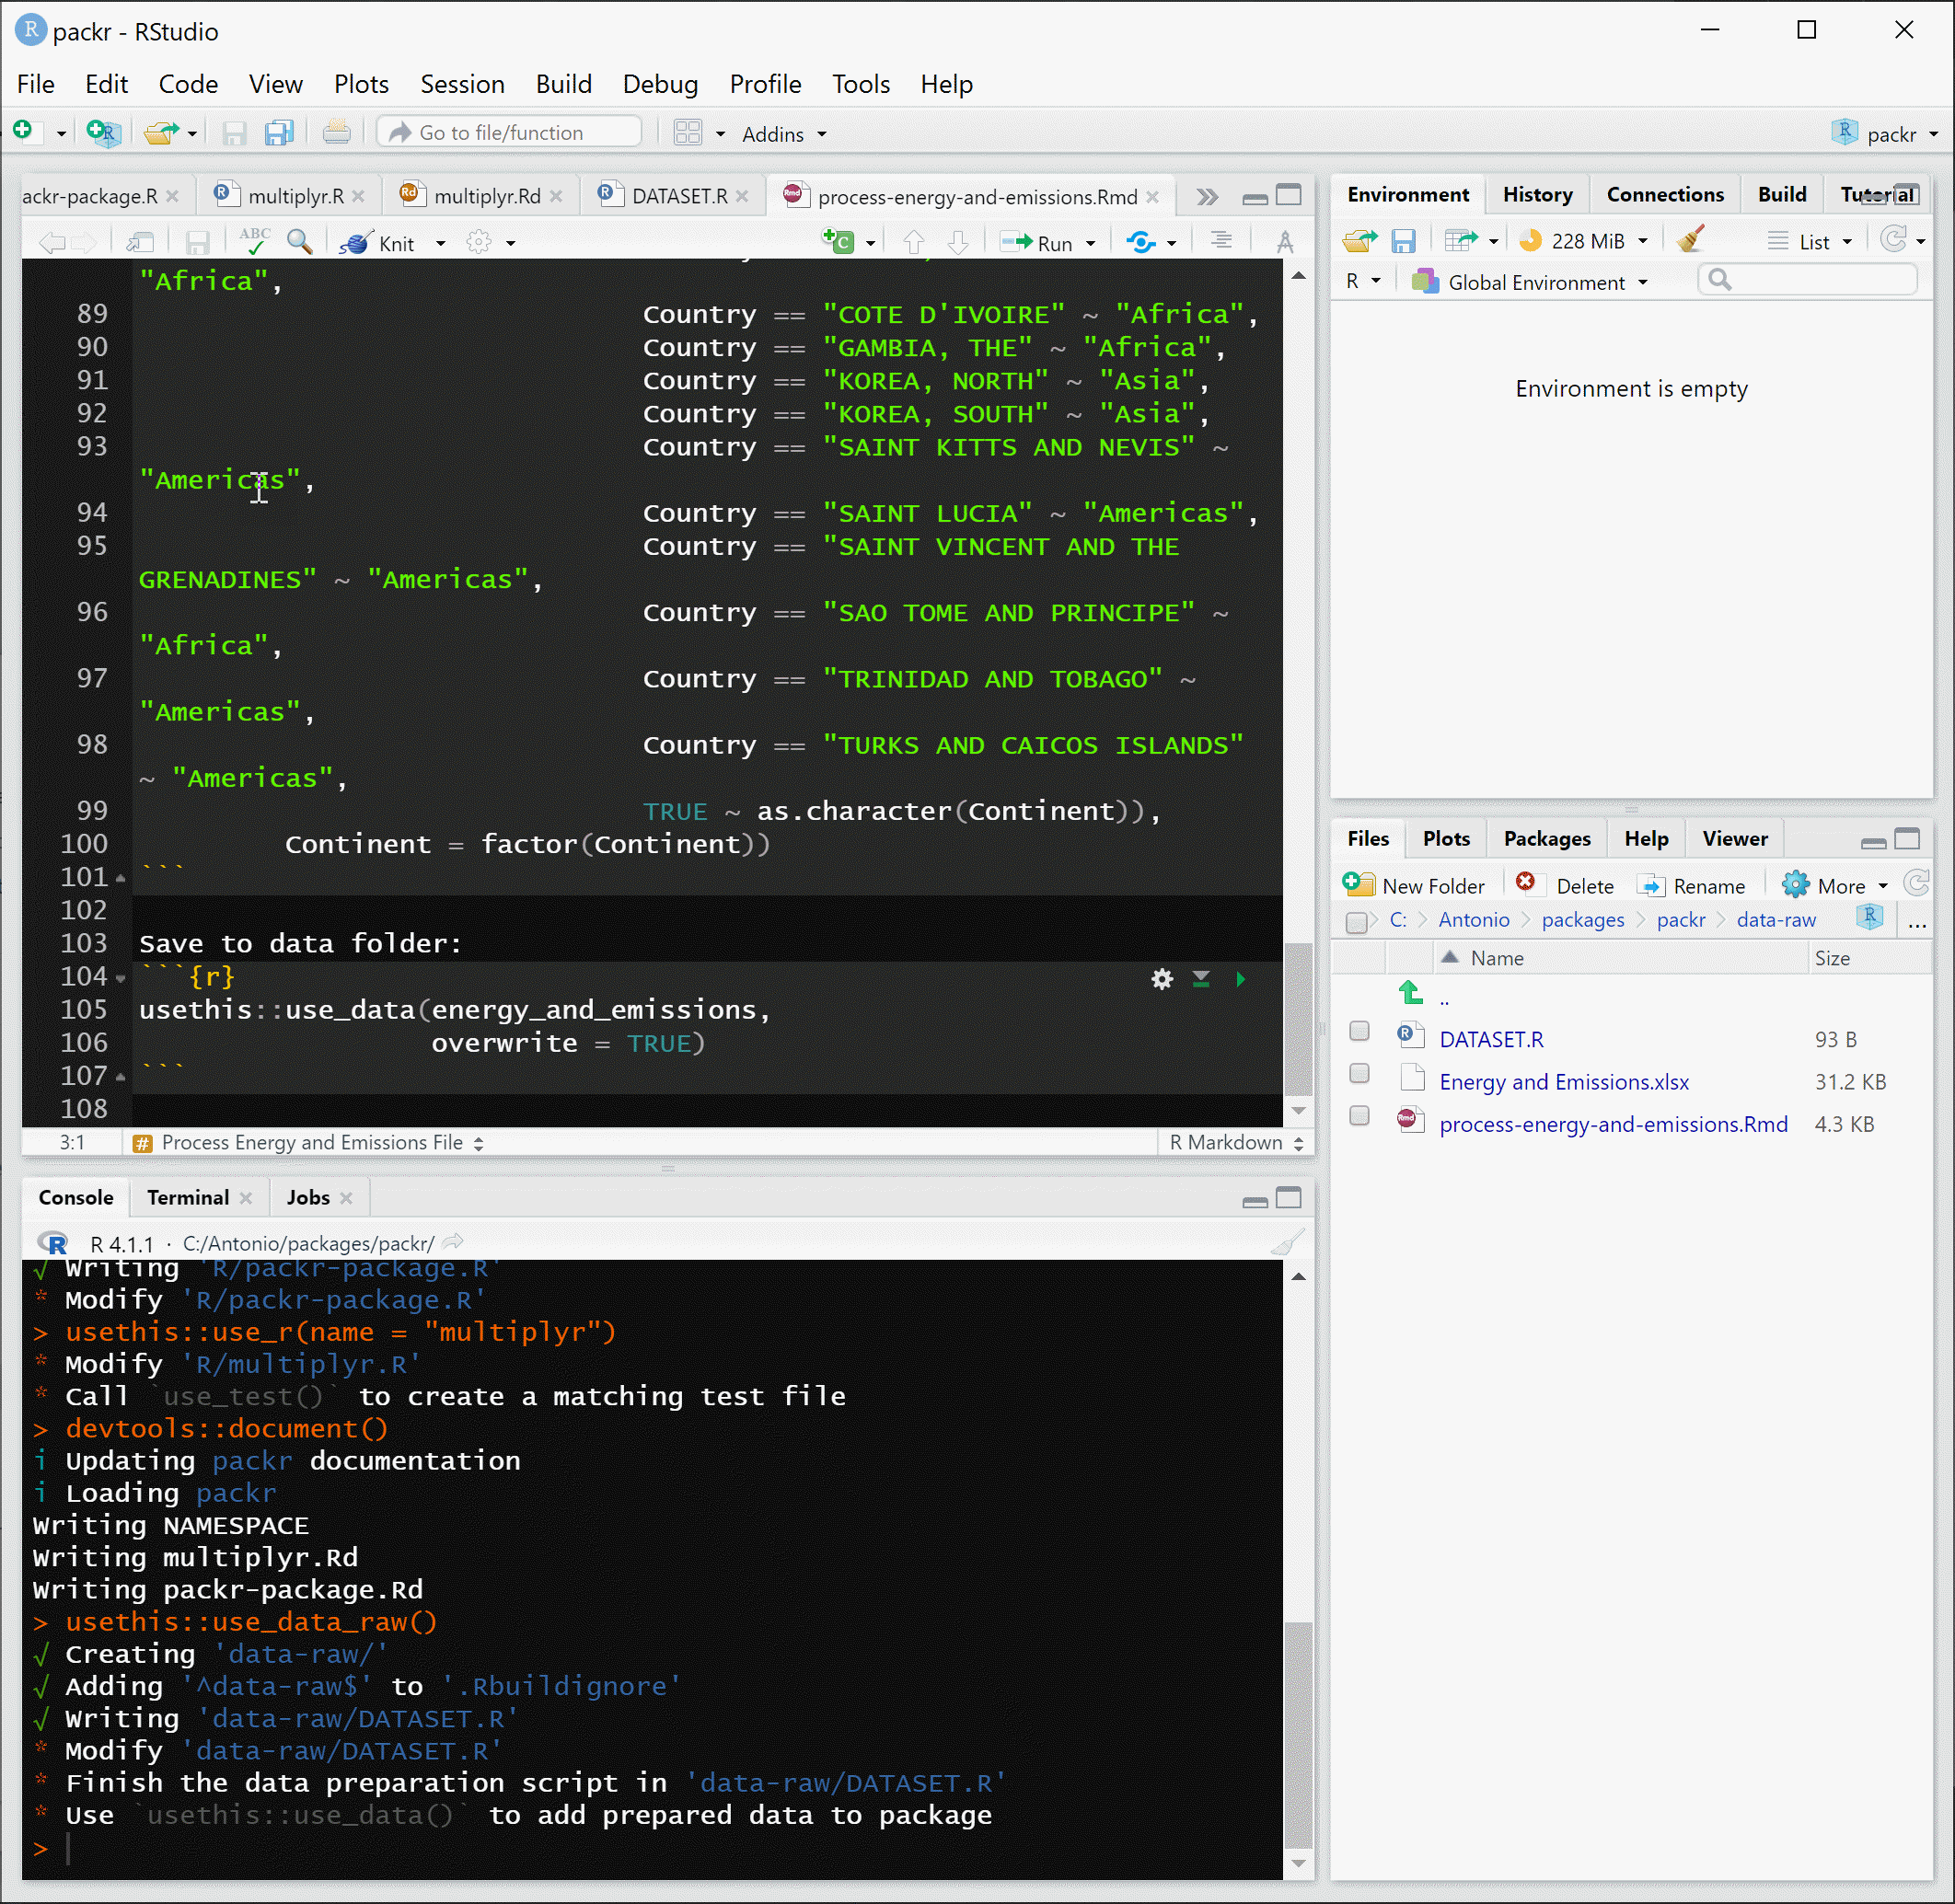 packr - RStudio
File Edit Code View Plots Session Build Debug Profile Tools Help
Go to file/function Addins packr
ackr-package.R multiplyr.R multiplyr.Rd DATASET.R process-energy-and-emissions.Rmd
ABC Knit Run
"Africa",
89 Country == "COTE D'IVOIRE" ~ "Africa",
90 Country == "GAMBIA, THE" ~ "Africa",
91 Country == "KOREA, NORTH" ~ "Asia",
92 Country == "KOREA, SOUTH" ~ "Asia",
93 Country == "SAINT KITTS AND NEVIS" ~
"Americas",
94 Country == "SAINT LUCIA" ~ "Americas",
95 Country == "SAINT VINCENT AND THE
GRENADINES" ~ "Americas",
96 Country == "SAO TOME AND PRINCIPE" ~
"Africa",
97 Country == "TRINIDAD AND TOBAGO" ~
"Americas",
98 Country == "TURKS AND CAICOS ISLANDS"
~ "Americas",
99 TRUE ~ as.character(Continent)),
100 Continent = factor(Continent))
101 ```
102
103 Save to data folder:
104 ```{r}
105 usethis::use_data(energy_and_emissions,
106 overwrite = TRUE)
107 ```
108
3:1 # Process Energy and Emissions File R Markdown
Console Terminal Jobs
R 4.1.1 · C:/Antonio/packages/packr/
√ Writing 'R/packr-package.R'
* Modify 'R/packr-package.R'
> usethis::use_r(name = "multiplyr")
* Modify 'R/multiplyr.R'
* Call `use_test()` to create a matching test file
> devtools::document()
i Updating packr documentation
i Loading packr
Writing NAMESPACE
Writing multiplyr.Rd
Writing packr-package.Rd
> usethis::use_data_raw()
√ Creating 'data-raw/'
√ Adding '^data-raw$' to '.Rbuildignore'
√ Writing 'data-raw/DATASET.R'
* Modify 'data-raw/DATASET.R'
* Finish the data preparation script in 'data-raw/DATASET.R'
* Use `usethis::use_data()` to add prepared data to package
>
Environment History Connections Build Tutorial
228 MiB List
R Global Environment
Environment is empty
Files Plots Packages Help Viewer
New Folder Delete Rename More
C: Antonio packages packr data-raw ...
Name Size
..
DATASET.R 93 B
Energy and Emissions.xlsx 31.2 KB
process-energy-and-emissions.Rmd 4.3 KB